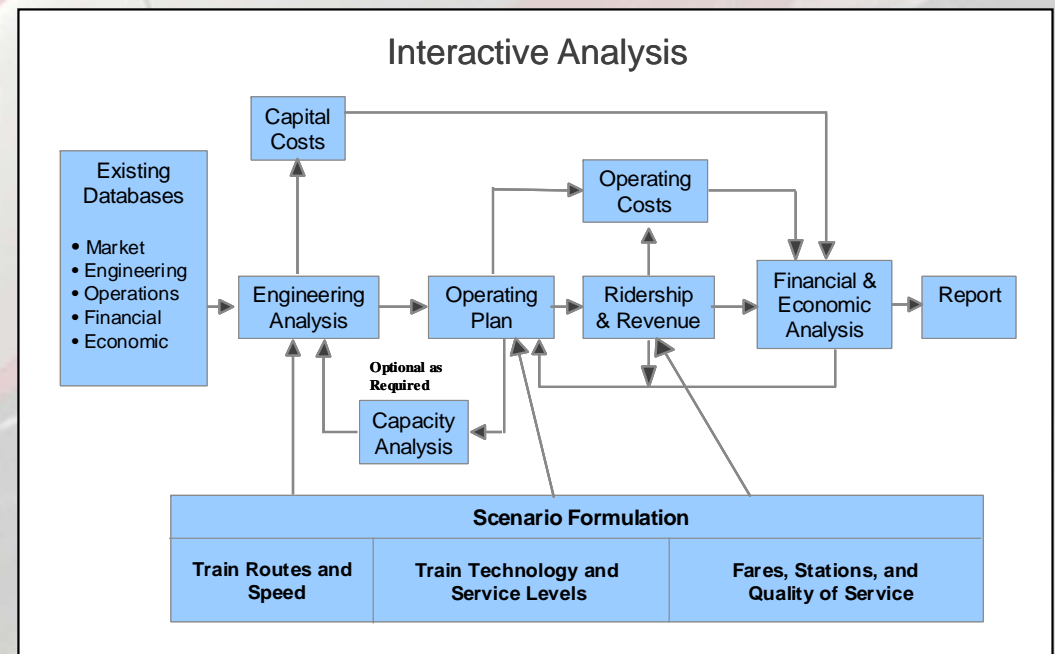 Interactive Analysis
Capital
Costs
Existing
Databases
• Market
• Engineering
• Operations
• Financial
• Economic
Operating
Costs
Engineering
Analysis
Operating
Plan
Ridership
& Revenue
Financial &
Economic
Analysis
Report
Optional as
Required
Capacity
Analysis
Scenario Formulation
Train Routes and
Speed
Train Technology and
Service Levels
Fares, Stations, and
Quality of Service